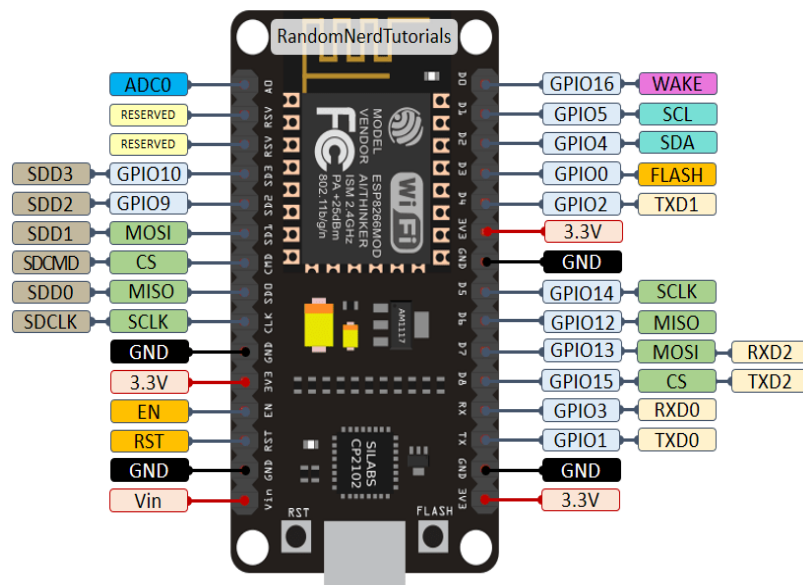 RandomNerdTutorials
ADC0
RESERVED
RESERVED
SDD3 GPIO10
SDD2 GPIO9
SDD1 MOSI
SDCMD CS
SDD0 MISO
SDCLK SCLK
GND
3.3V
EN
RST
GND
Vin
A0
RSV
RSV
SD3
SD2
SD1
CMD
SD0
CLK
GND
3V3
EN
RST
GND
Vin
MODEL
VENDOR
ESP8266MOD
AI/THINKER
ISM 2.4GHz
PA +25dBm
802.11b/g/n
FC
Wi Fi
AM1117
SILABS
CP2102
RST
FLASH
D0
D1
D2
D3
D4
3V3
GND
D5
D6
D7
D8
RX
TX
GND
3V3
GPIO16 WAKE
GPIO5 SCL
GPIO4 SDA
GPIO0 FLASH
GPIO2 TXD1
3.3V
GND
GPIO14 SCLK
GPIO12 MISO
GPIO13 MOSI RXD2
GPIO15 CS TXD2
GPIO3 RXD0
GPIO1 TXD0
GND
3.3V